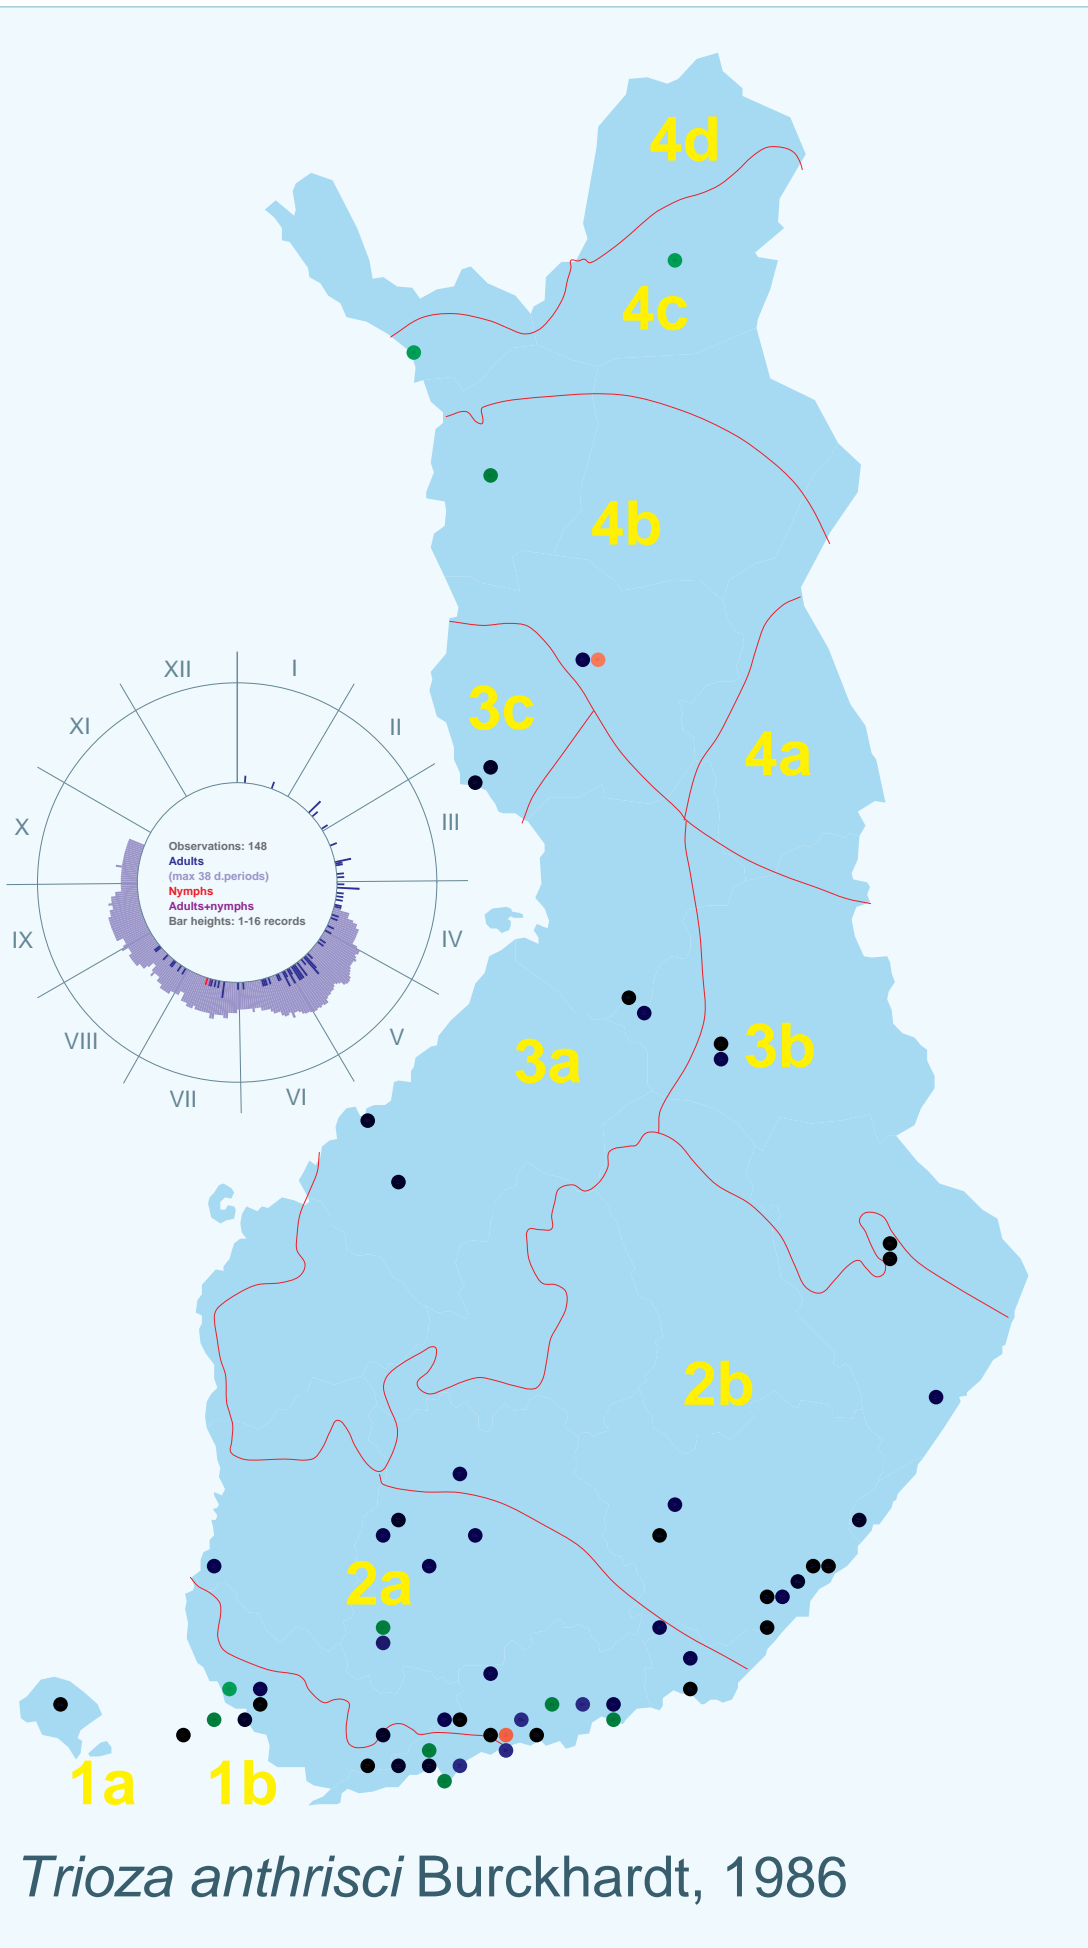 4d
4c
4b
3c
4a
XII
I
XI
II
X
III
Observations: 148
Adults
(max 38 d.periods)
Nymphs
Adults+nymphs
Bar heights: 1-16 records
IX
IV
VIII
V
VII
VI
3a
3b
2b
2a
1a
1b
Trioza anthrisci Burckhardt, 1986